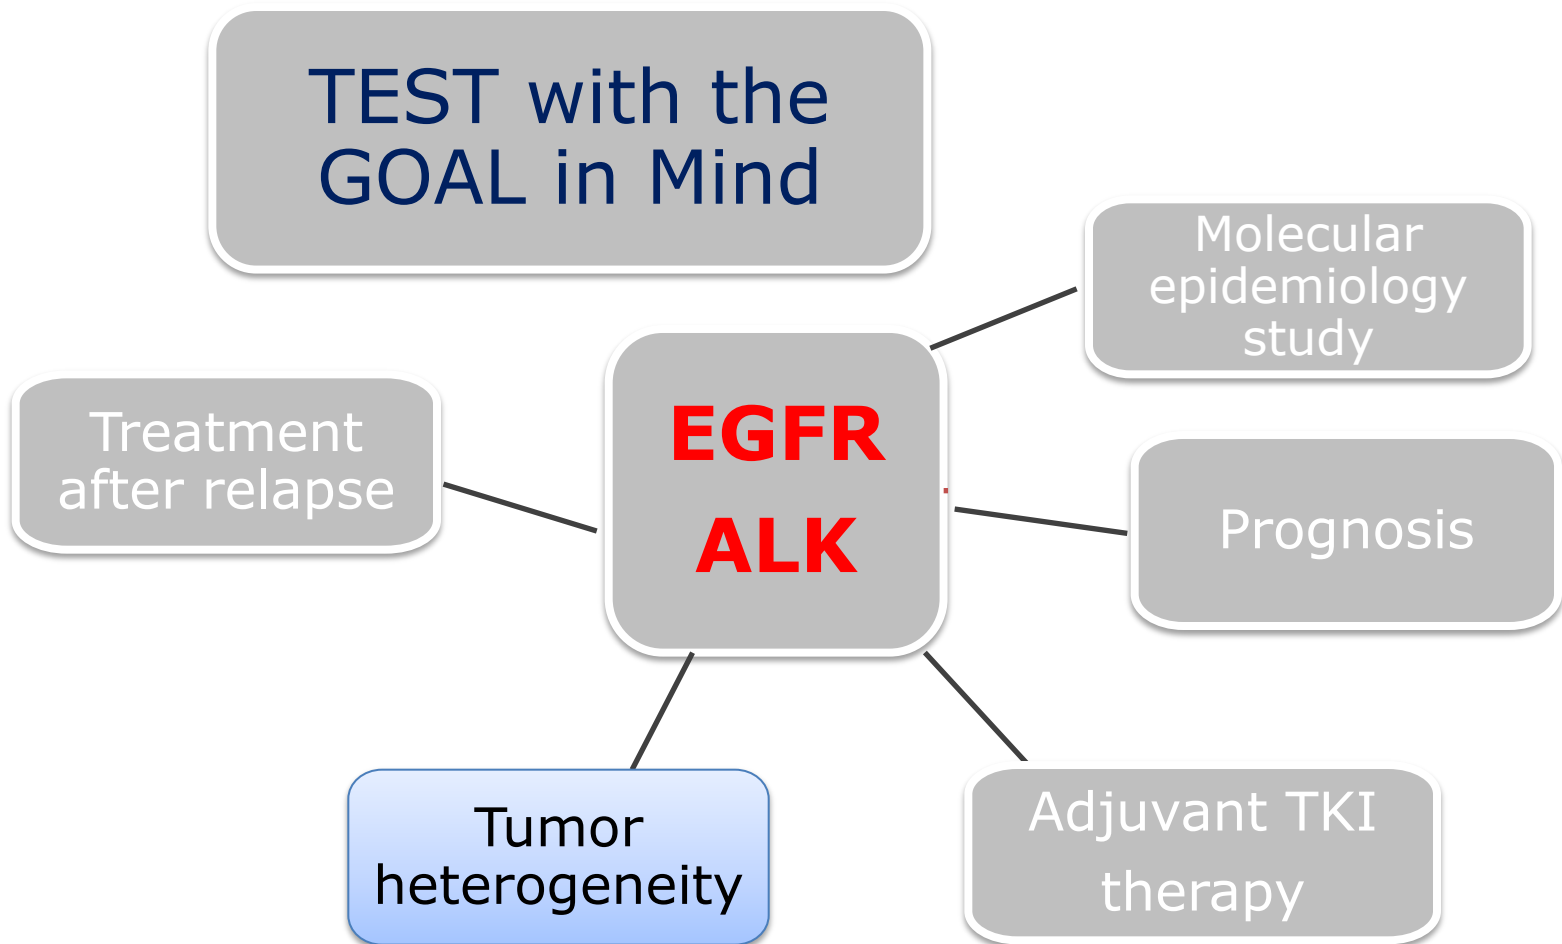 TEST with the
GOAL in Mind
Molecular
epidemiology
study
Treatment
after relapse
EGFR
ALK
Prognosis
Tumor
heterogeneity
Adjuvant TKI
therapy